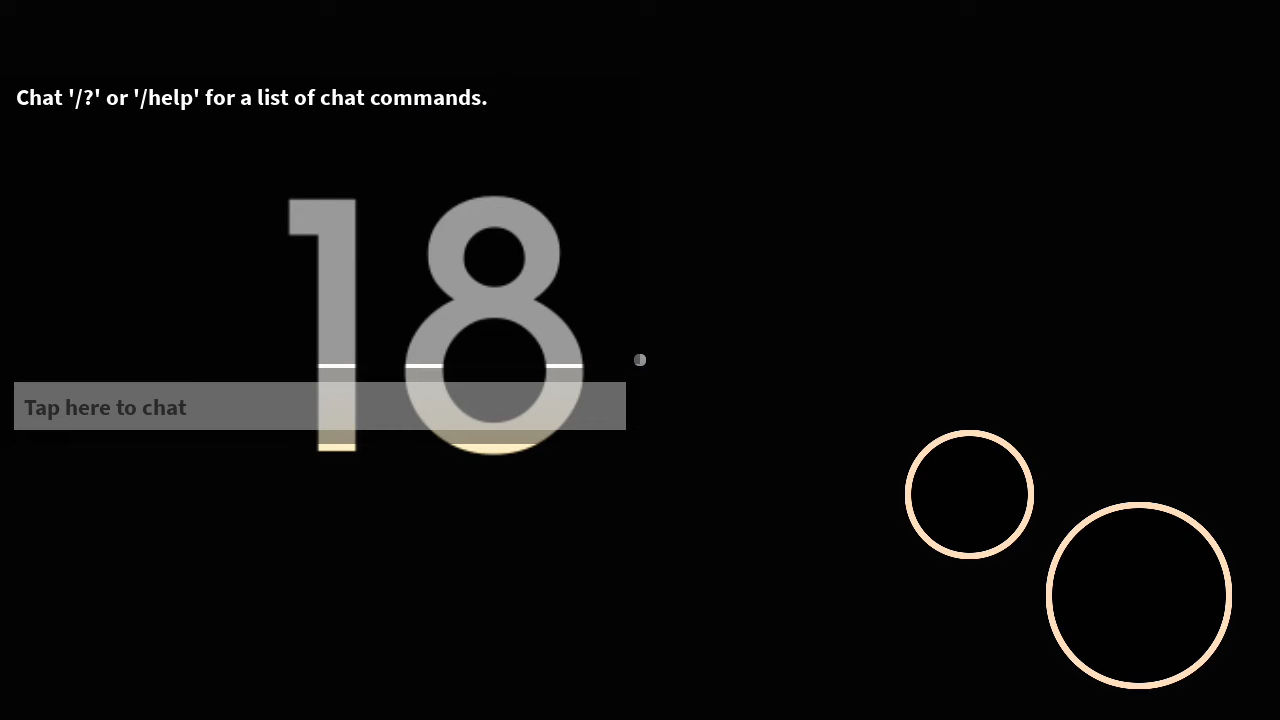 Chat '/?' or '/help' for a list of chat commands.
18
Tap here to chat